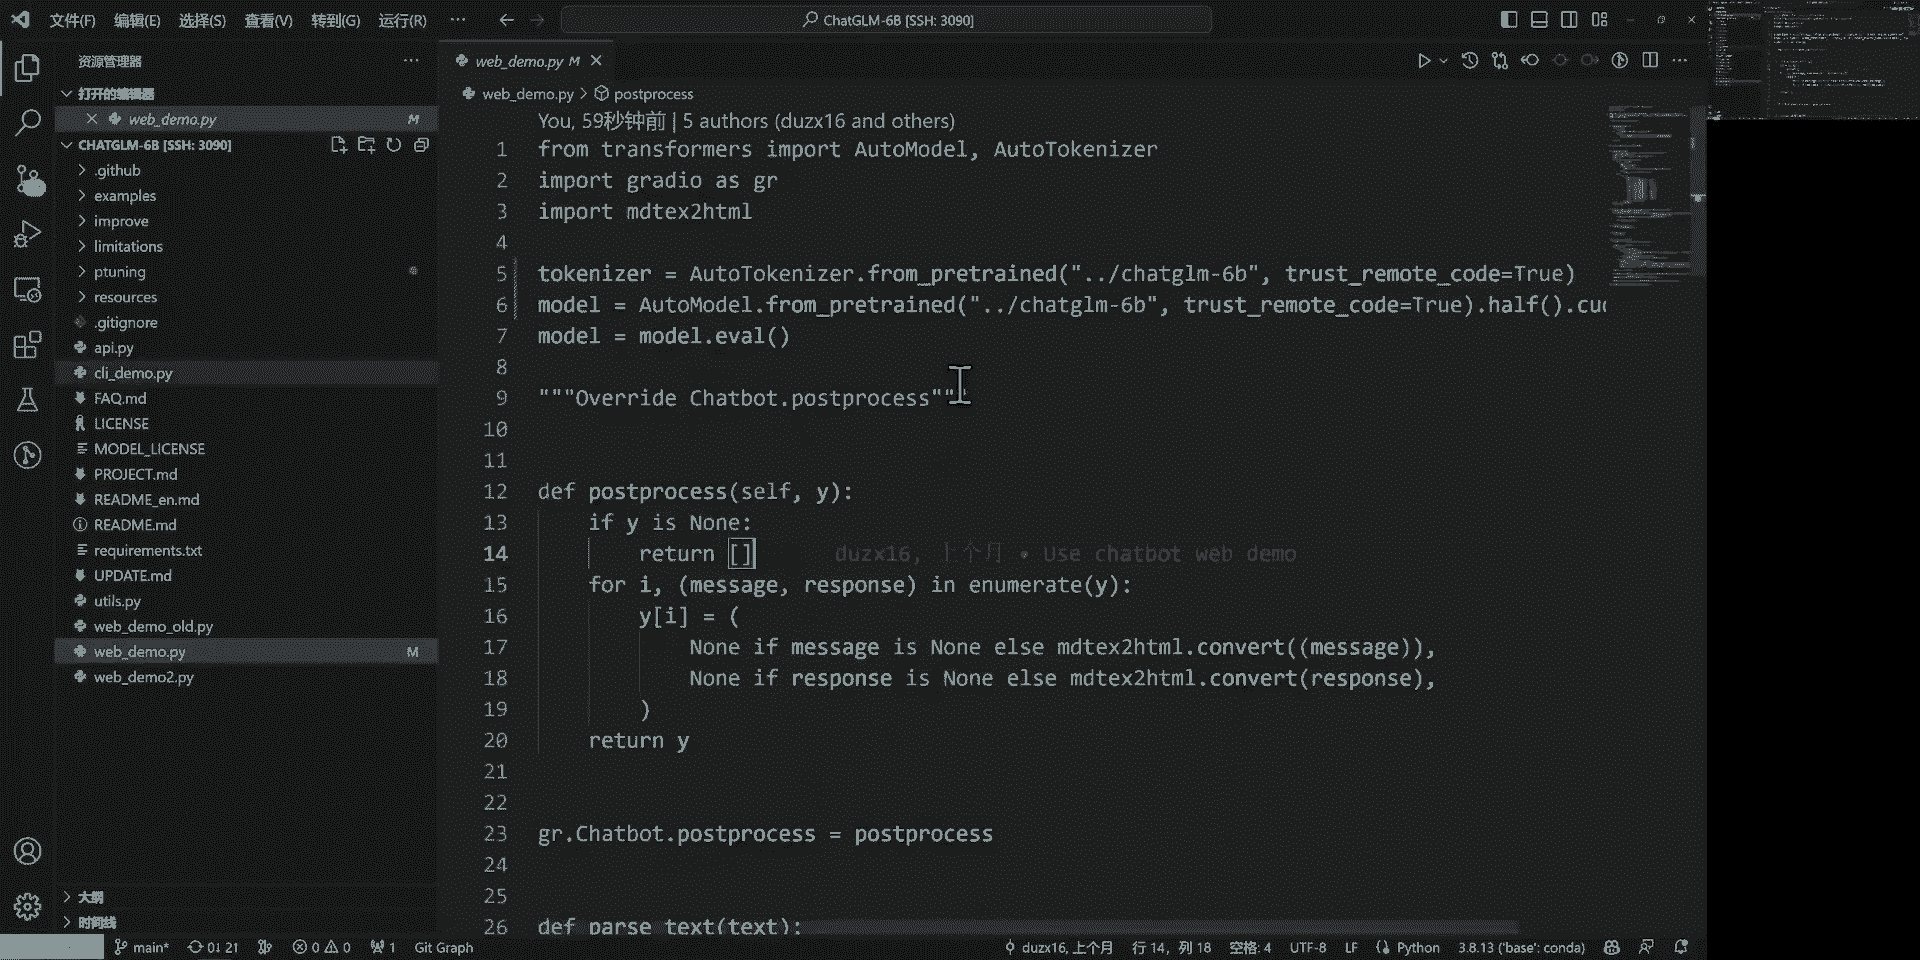 文件(F) 编辑(E) 选择(S) 查看(V) 转到(G) 运行(R) ··· ChatGLM-6B [SSH: 3090]
资源管理器
打开的编辑器
web_demo.py M
CHATGLM-6B [SSH: 3090]
.github
examples
improve
limitations
ptuning
resources
.gitignore
api.py
cli_demo.py
FAQ.md
LICENSE
MODEL_LICENSE
PROJECT.md
README_en.md
README.md
requirements.txt
UPDATE.md
utils.py
web_demo_old.py
web_demo.py M
web_demo2.py
大纲
时间线
web_demo.py M
web_demo.py > postprocess
You, 59秒钟前 | 5 authors (duzx16 and others)
1 from transformers import AutoModel, AutoTokenizer
2 import gradio as gr
3 import mdtex2html
4
5 tokenizer = AutoTokenizer.from_pretrained("../chatglm-6b", trust_remote_code=True)
6 model = AutoModel.from_pretrained("../chatglm-6b", trust_remote_code=True).half().cu
7 model = model.eval()
8
9 """Override Chatbot.postprocess""
10
11
12 def postprocess(self, y):
13 if y is None:
14 return [] duzx16, 上个月 • Use chatbot web demo
15 for i, (message, response) in enumerate(y):
16 y[i] = (
17 None if message is None else mdtex2html.convert((message)),
18 None if response is None else mdtex2html.convert(response),
19 )
20 return y
21
22
23 gr.Chatbot.postprocess = postprocess
24
25
26 def parse_text(text):
main* 0↓ 21 0 0 1 Git Graph duzx16, 上个月 行 14, 列 18 空格: 4 UTF-8 LF Python 3.8.13 ('base': conda)